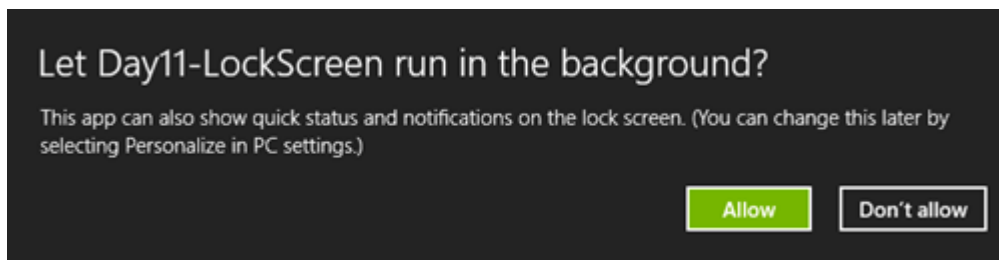 Let Day11-LockScreen run in the background?
This app can also show quick status and notifications on the lock screen. (You can change this later by
selecting Personalize in PC settings.)
Allow
Don't allow